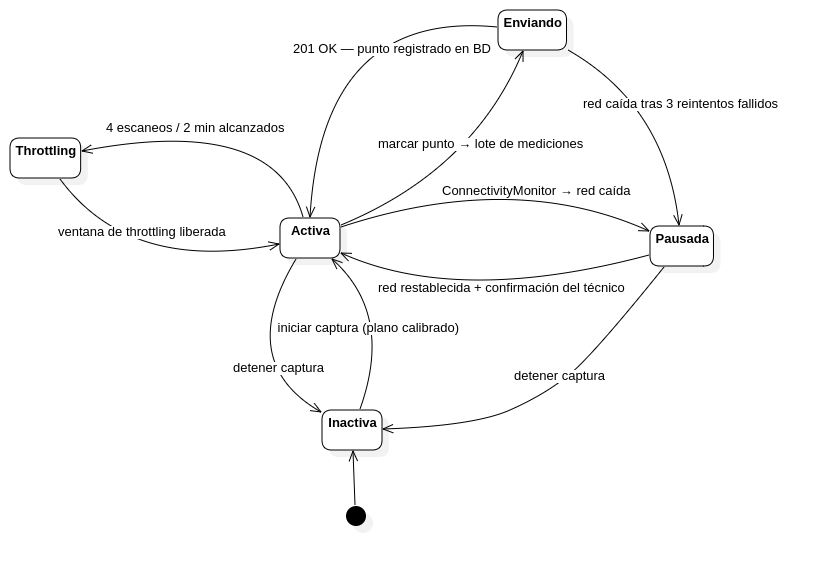 Enviando
201 OK — punto registrado en BD
red caída tras 3 reintentos fallidos
4 escaneos / 2 min alcanzados
marcar punto → lote de mediciones
Throttling
ConnectivityMonitor → red caída
ventana de throttling liberada
Activa
Pausada
red restablecida + confirmación del técnico
iniciar captura (plano calibrado)
detener captura
detener captura
Inactiva